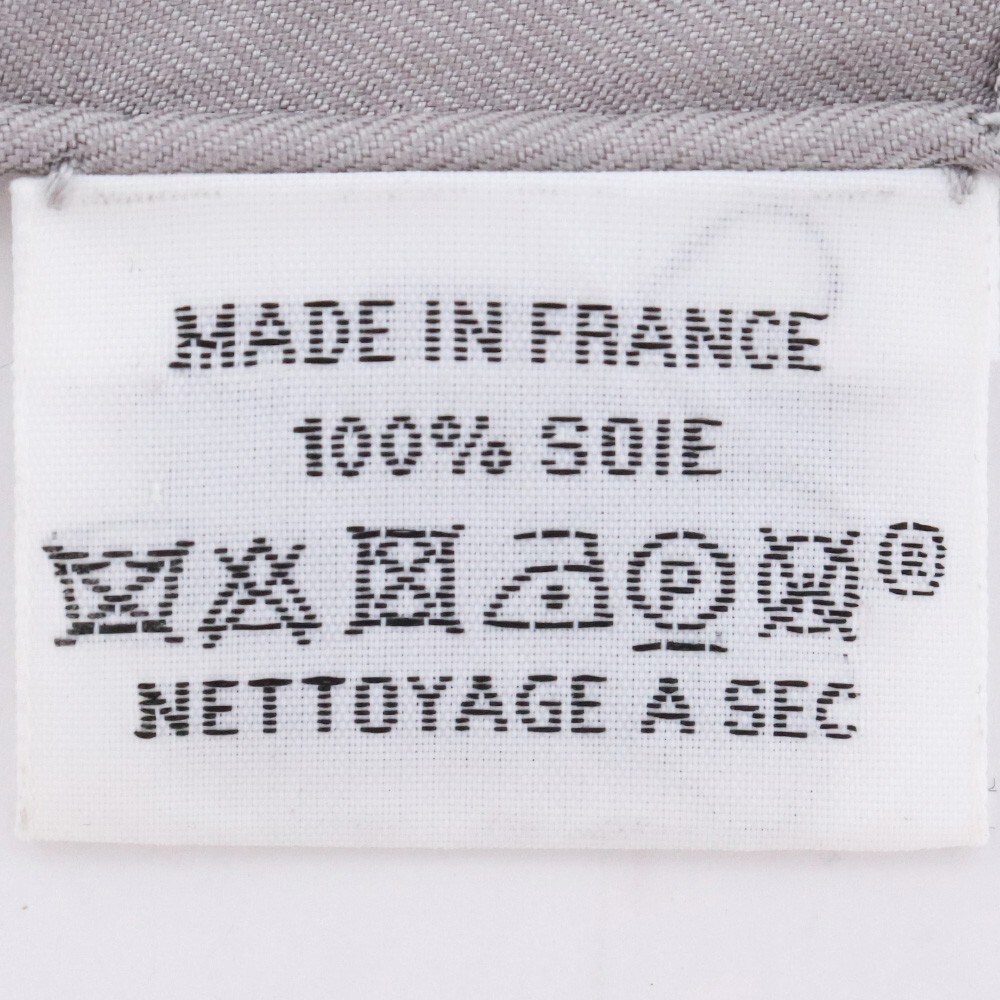 MADE IN FRANCE
100% SOIE
P W ®
NETTOYAGE A SEC